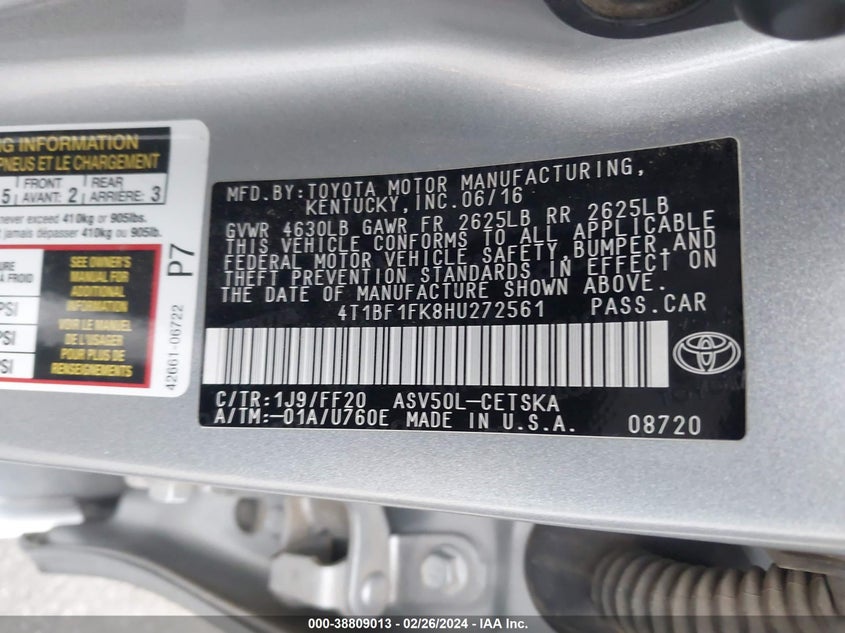 NG INFORMATION
PNEUS ET LE CHARGEMENT
5 FRONT AVANT: 2 REAR ARRIÈRE: 3
never exceed 410kg or 905lbs.
jamais dépasser 410kg ou 905lb.
URE
À FROID
PSI
PSI
PSI
SEE OWNER'S
MANUAL FOR
ADDITIONAL
INFORMATION
VOIR LE MANUEL
DE L'USAGER
POUR PLUS DE
RENSEIGNEMENTS
P7
42661-06722
MFD.BY:TOYOTA MOTOR MANUFACTURING,
KENTUCKY,INC.06/16
GVWR 4630LB GAWR FR 2625LB RR 2625LB
THIS VEHICLE CONFORMS TO ALL APPLICABLE
FEDERAL MOTOR VEHICLE SAFETY,BUMPER,AND
THEFT PREVENTION STANDARDS IN EFFECT ON
THE DATE OF MANUFACTURE SHOWN ABOVE.
4T1BF1FK8HU272561 PASS.CAR
C/TR:1J9/FF20 ASV50L-CETSKA
A/TM:-01A/U760E MADE IN U.S.A. 08720
000-38809013 - 02/26/2024 - IAA Inc.